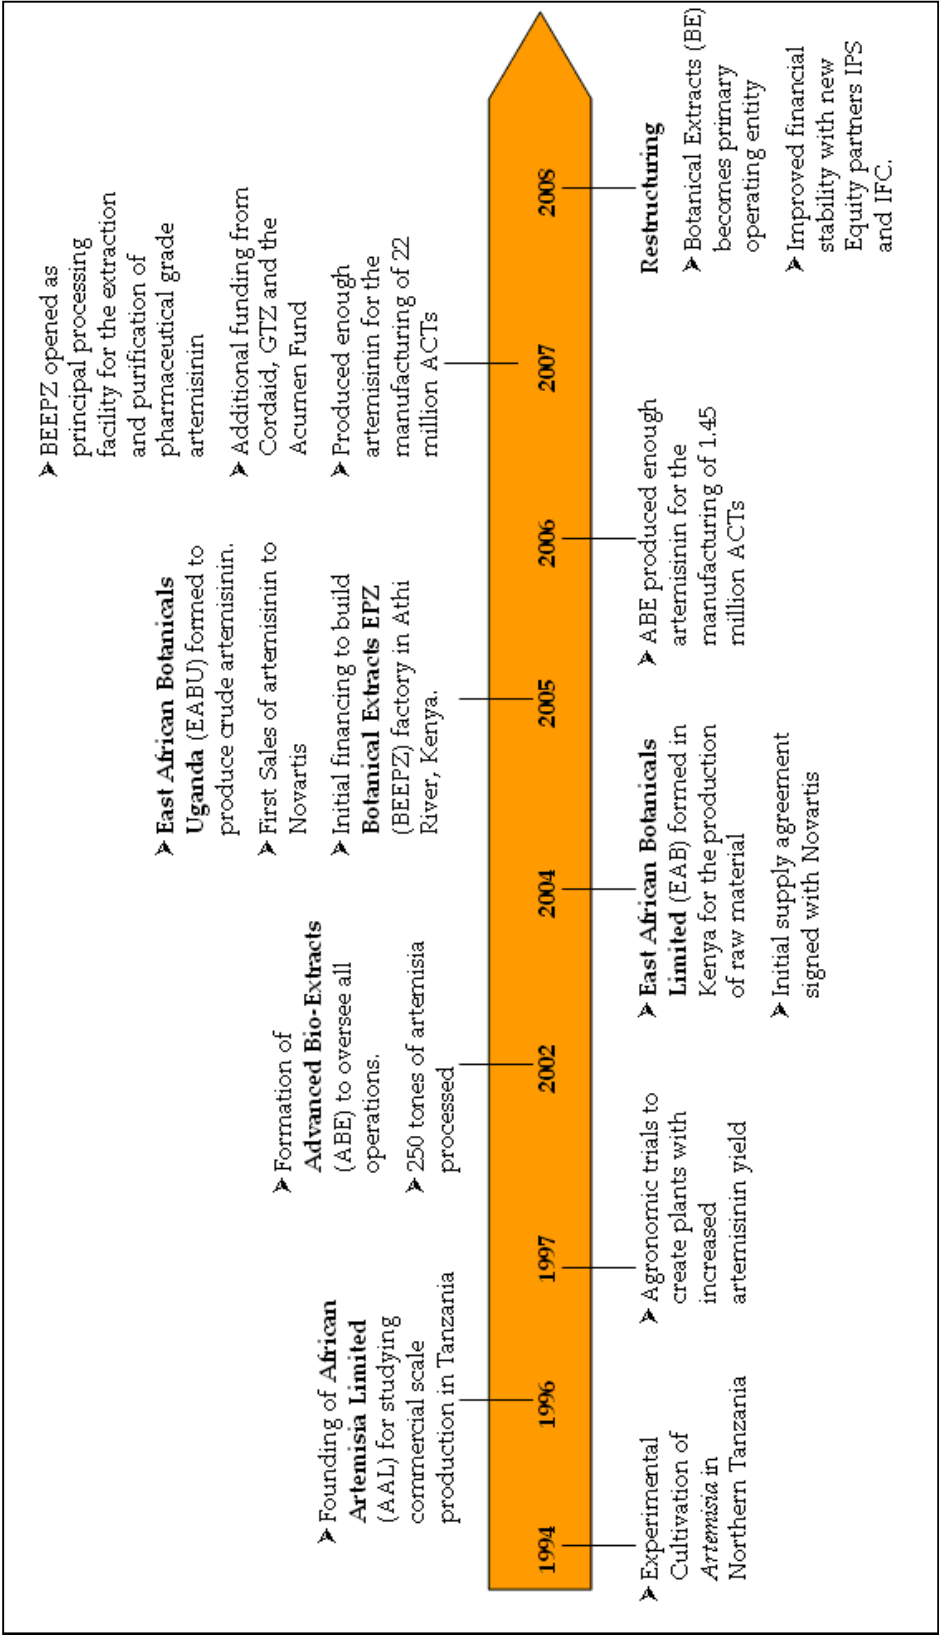 ➤ Experimental
Cultivation of
Artemisia in
Northern Tanzania
1994
➤ Founding of African
Artemisia Limited
(AAL) for studying
commercial scale
production in Tanzania
1996
1997
➤ Agronomic trials to
create plants with
increased
artemisinin yield
➤ Formation of
Advanced Bio-Extracts
(ABE) to oversee all
operations.
➤ 250 tones of artemisia
processed
2002
2004
➤ East African Botanicals
Limited (EAB) formed in
Kenya for the production
of raw material
➤ Initial supply agreement
signed with Novartis
➤ East African Botanicals
Uganda (EABU) formed to
produce crude artemisinin.
➤ First Sales of artemisinin to
Novartis
➤ Initial financing to build
Botanical Extracts EPZ
(BEEPZ) factory in Athi
River, Kenya.
2005
2006
➤ ABE produced enough
artemisinin for the
manufacturing of 1.45
million ACTs
➤ BEEPZ opened as
principal processing
facility for the extraction
and purification of
pharmaceutical grade
artemisinin
➤ Additional funding from
Cordaid, GTZ and the
Acumen Fund
➤ Produced enough
artemisinin for the
manufacturing of 22
million ACTs
2007
2008
Restructuring
➤ Botanical Extracts (BE)
becomes primary
operating entity
➤ Improved financial
stability with new
Equity partners IPS
and IFC.